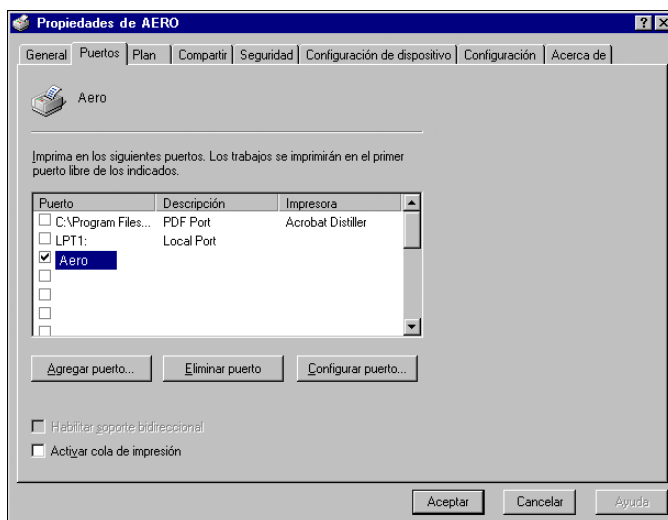 Propiedades de AERO
General Puertos Plan Compartir Seguridad Configuración de dispositivo Configuración Acerca de
Aero
Imprima en los siguientes puertos. Los trabajos se imprimirán en el primer
puerto libre de los indicados.
Puerto Descripción Impresora
C:\Program Files... PDF Port Acrobat Distiller
LPT1: Local Port
Aero
Agregar puerto... Eliminar puerto Configurar puerto...
Habilitar soporte bidireccional
Activar cola de impresión
Aceptar Cancelar Ayuda